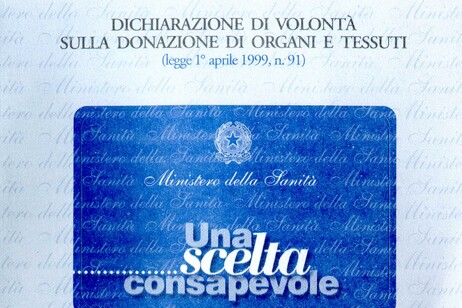 DICHIARAZIONE DI VOLONTÀ
SULLA DONAZIONE DI ORGANI E TESSUTI
(legge 1° aprile 1999, n. 91)
Ministero della Sanità
Una
scelta
consapevole